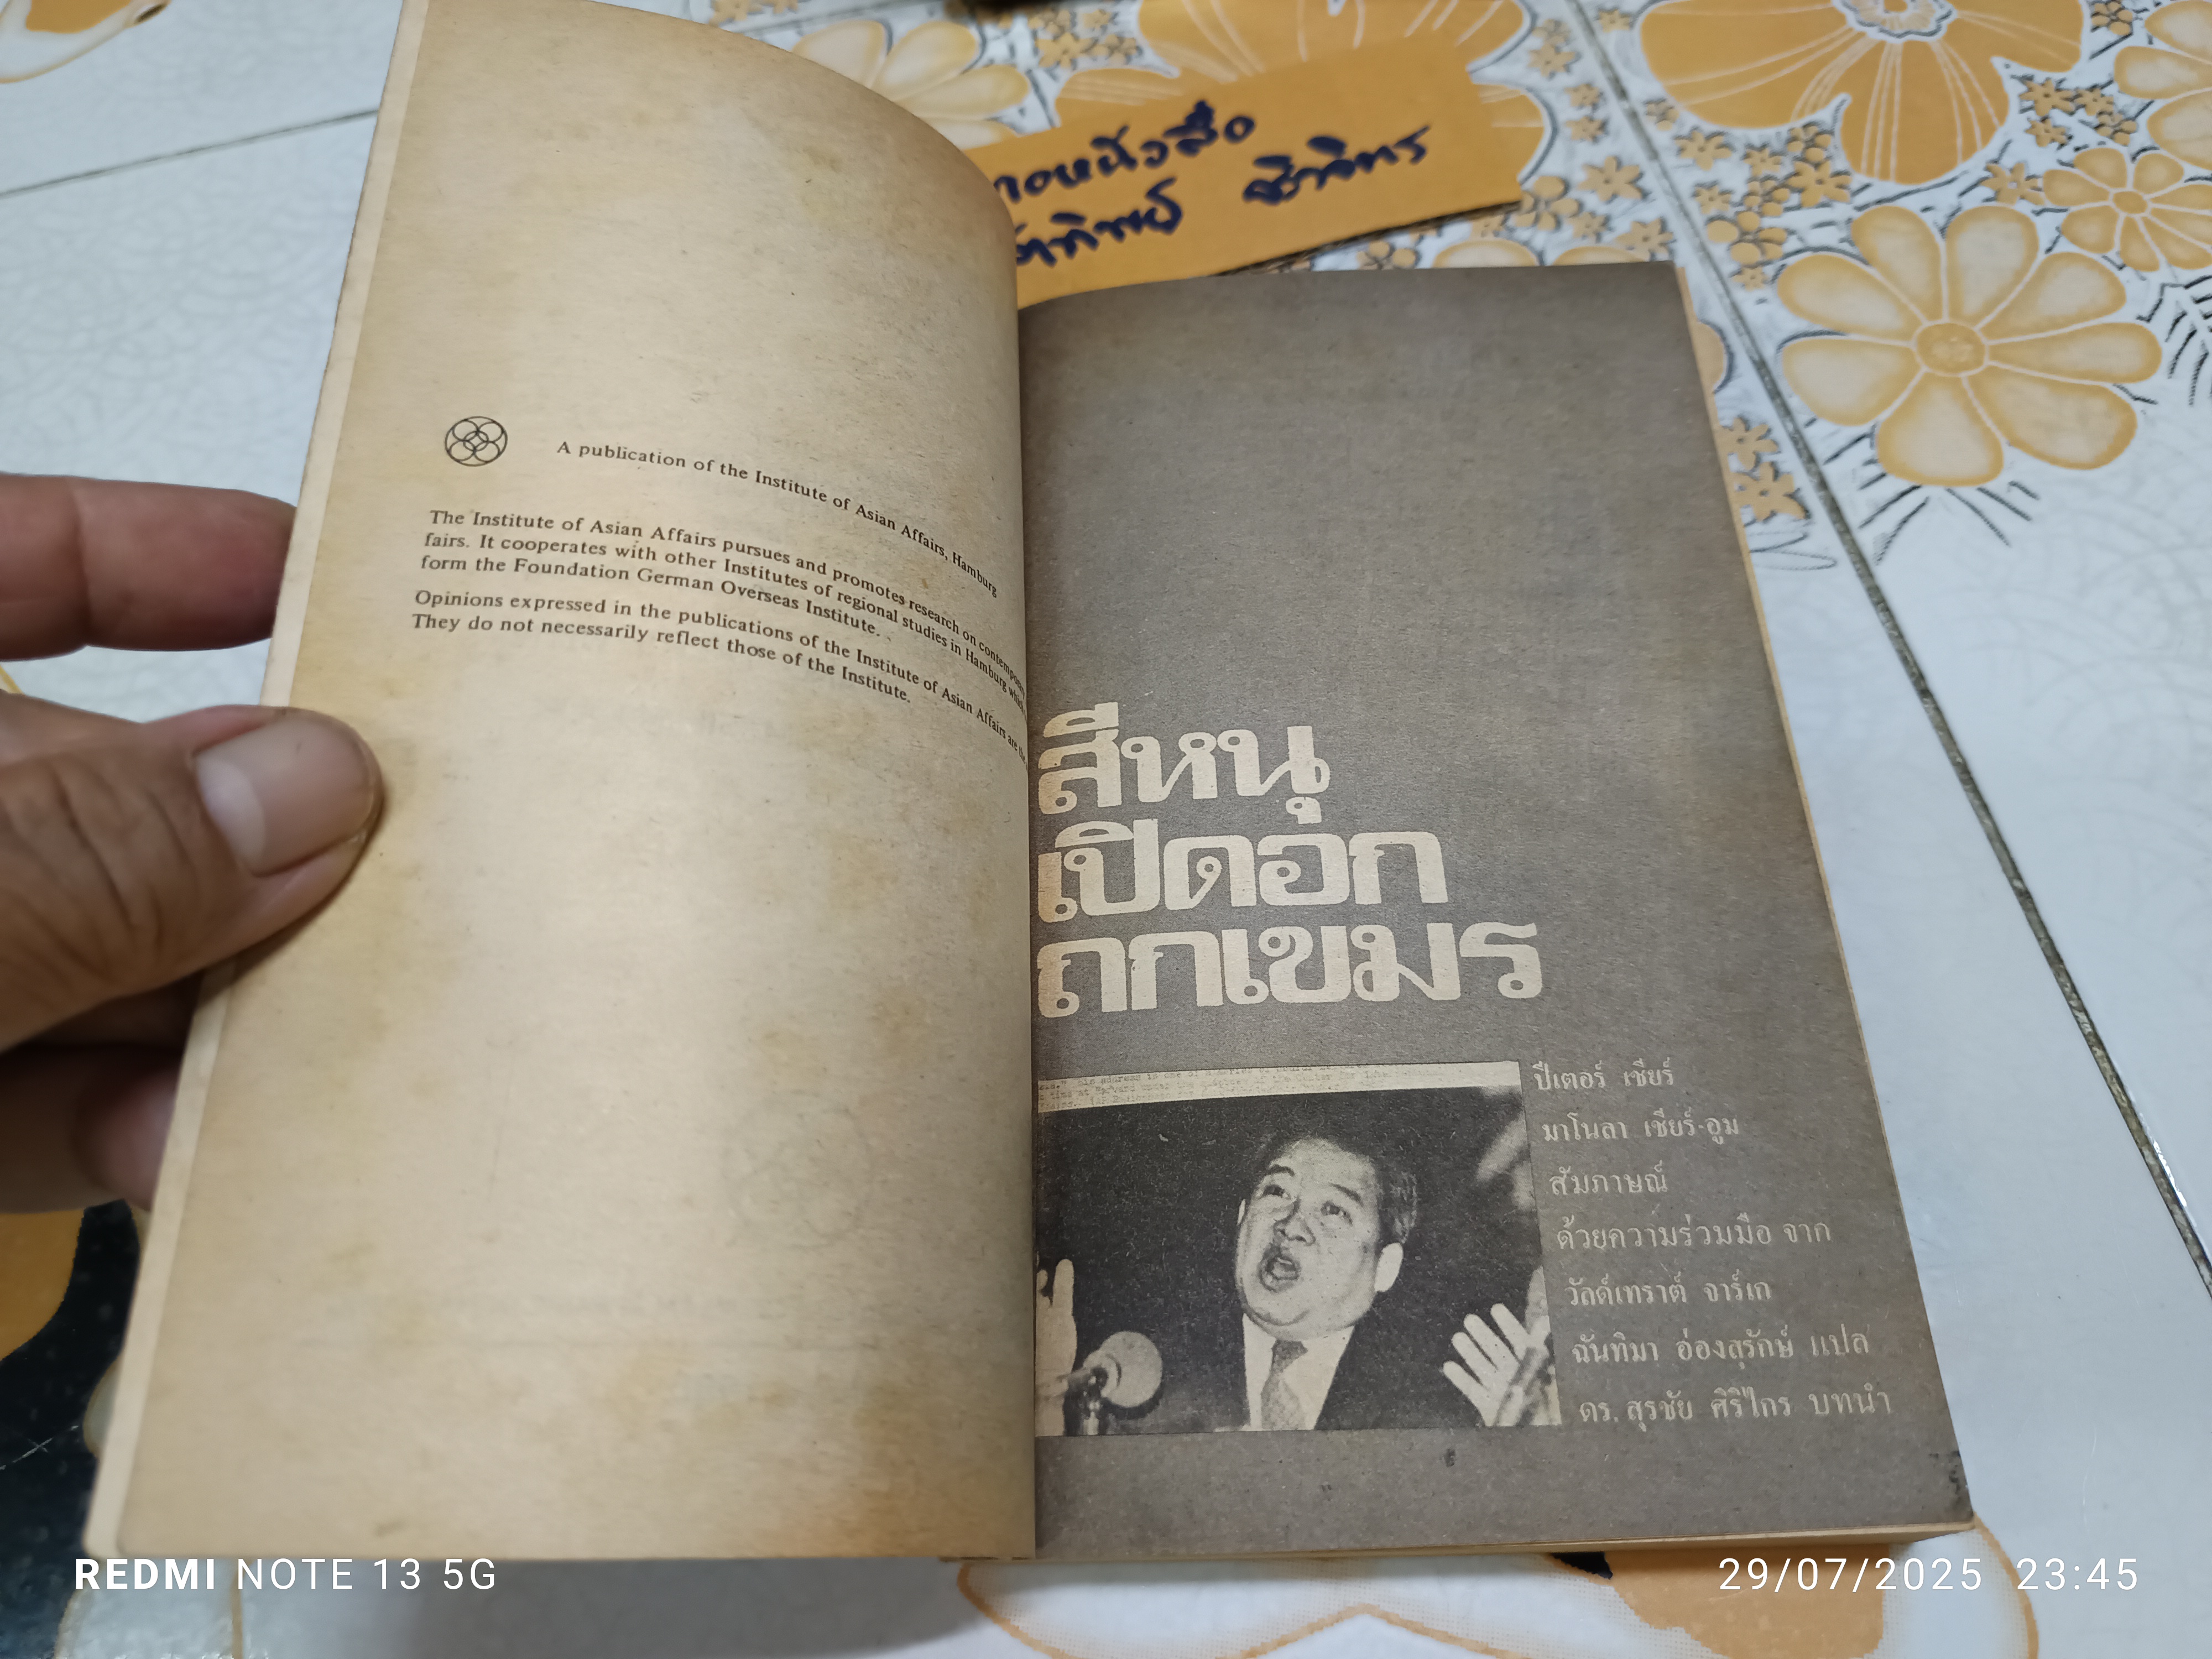 หนังสือ
A publication of the Institute of Asian Affairs, Hamburg
The Institute of Asian Affairs pursues and promotes research on contemporary
fairs. It cooperates with other Institutes of regional studies in Hamburg which
form the Foundation German Overseas Institute.
Opinions expressed in the publications of the Institute of Asian Affairs are
They do not necessarily reflect those of the Institute.
สีหนุ
เปิดอก
ถกเขมร
ปีเตอร์ เชียร์
มาโนลา เชียร์-อูม
สัมภาษณ์
ด้วยความร่วมมือ จาก
วัลด์เทราต์ จาร์เก
ฉันทิมา อ่องสุรักษ์ แปล
ดร. สุรชัย ศิริไกร บทนำ
REDMI NOTE 13 5G
29/07/2025 23:45